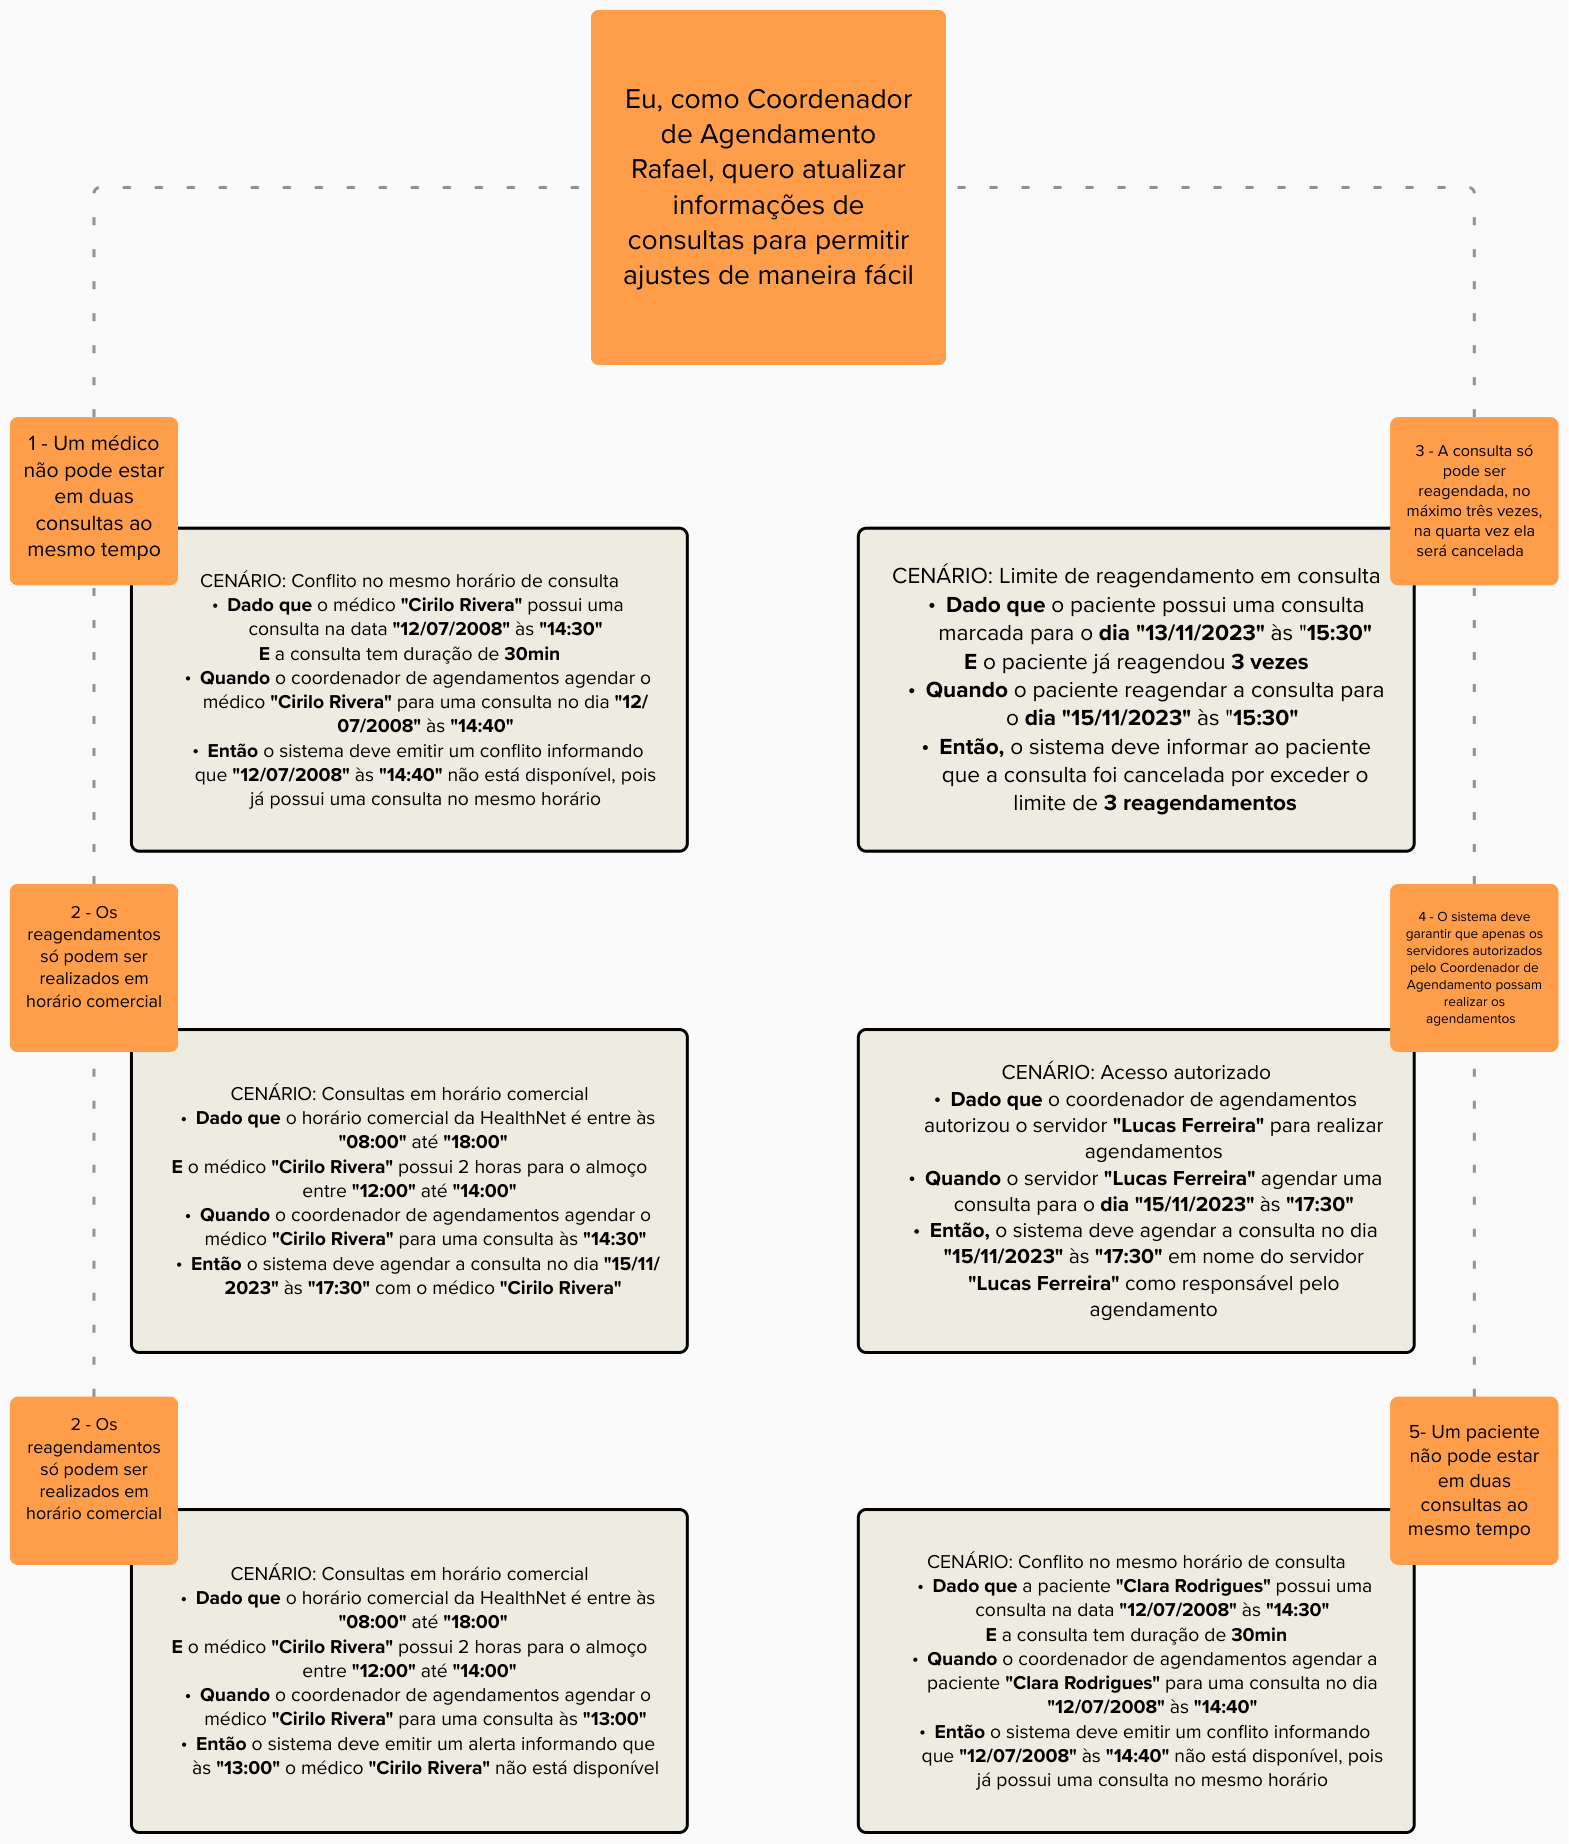 Eu, como Coordenador
de Agendamento
Rafael, quero atualizar
informações de
consultas para permitir
ajustes de maneira fácil
1 - Um médico
não pode estar
em duas
consultas ao
mesmo tempo
CENÁRIO: Conflito no mesmo horário de consulta
• Dado que o médico "Cirilo Rivera" possui uma
consulta na data "12/07/2008" às "14:30"
E a consulta tem duração de 30min
• Quando o coordenador de agendamentos agendar o
médico "Cirilo Rivera" para uma consulta no dia "12/
07/2008" às "14:40"
• Então o sistema deve emitir um conflito informando
que "12/07/2008" às "14:40" não está disponível, pois
já possui uma consulta no mesmo horário
3 - A consulta só
pode ser
reagendada, no
máximo três vezes,
na quarta vez ela
será cancelada
CENÁRIO: Limite de reagendamento em consulta
• Dado que o paciente possui uma consulta
marcada para o dia "13/11/2023" às "15:30"
E o paciente já reagendou 3 vezes
• Quando o paciente reagendar a consulta para
o dia "15/11/2023" às "15:30"
• Então, o sistema deve informar ao paciente
que a consulta foi cancelada por exceder o
limite de 3 reagendamentos
2 - Os
reagendamentos
só podem ser
realizados em
horário comercial
CENÁRIO: Consultas em horário comercial
• Dado que o horário comercial da HealthNet é entre às
"08:00" até "18:00"
E o médico "Cirilo Rivera" possui 2 horas para o almoço
entre "12:00" até "14:00"
• Quando o coordenador de agendamentos agendar o
médico "Cirilo Rivera" para uma consulta às "14:30"
• Então o sistema deve agendar a consulta no dia "15/11/
2023" às "17:30" com o médico "Cirilo Rivera"
4 - O sistema deve
garantir que apenas os
servidores autorizados
pelo Coordenador de
Agendamento possam
realizar os
agendamentos
CENÁRIO: Acesso autorizado
• Dado que o coordenador de agendamentos
autorizou o servidor "Lucas Ferreira" para realizar
agendamentos
• Quando o servidor "Lucas Ferreira" agendar uma
consulta para o dia "15/11/2023" às "17:30"
• Então, o sistema deve agendar a consulta no dia
"15/11/2023" às "17:30" em nome do servidor
"Lucas Ferreira" como responsável pelo
agendamento
2 - Os
reagendamentos
só podem ser
realizados em
horário comercial
CENÁRIO: Consultas em horário comercial
• Dado que o horário comercial da HealthNet é entre às
"08:00" até "18:00"
E o médico "Cirilo Rivera" possui 2 horas para o almoço
entre "12:00" até "14:00"
• Quando o coordenador de agendamentos agendar o
médico "Cirilo Rivera" para uma consulta às "13:00"
• Então o sistema deve emitir um alerta informando que
às "13:00" o médico "Cirilo Rivera" não está disponível
5- Um paciente
não pode estar
em duas
consultas ao
mesmo tempo
CENÁRIO: Conflito no mesmo horário de consulta
• Dado que a paciente "Clara Rodrigues" possui uma
consulta na data "12/07/2008" às "14:30"
E a consulta tem duração de 30min
• Quando o coordenador de agendamentos agendar a
paciente "Clara Rodrigues" para uma consulta no dia
"12/07/2008" às "14:40"
• Então o sistema deve emitir um conflito informando
que "12/07/2008" às "14:40" não está disponível, pois
já possui uma consulta no mesmo horário